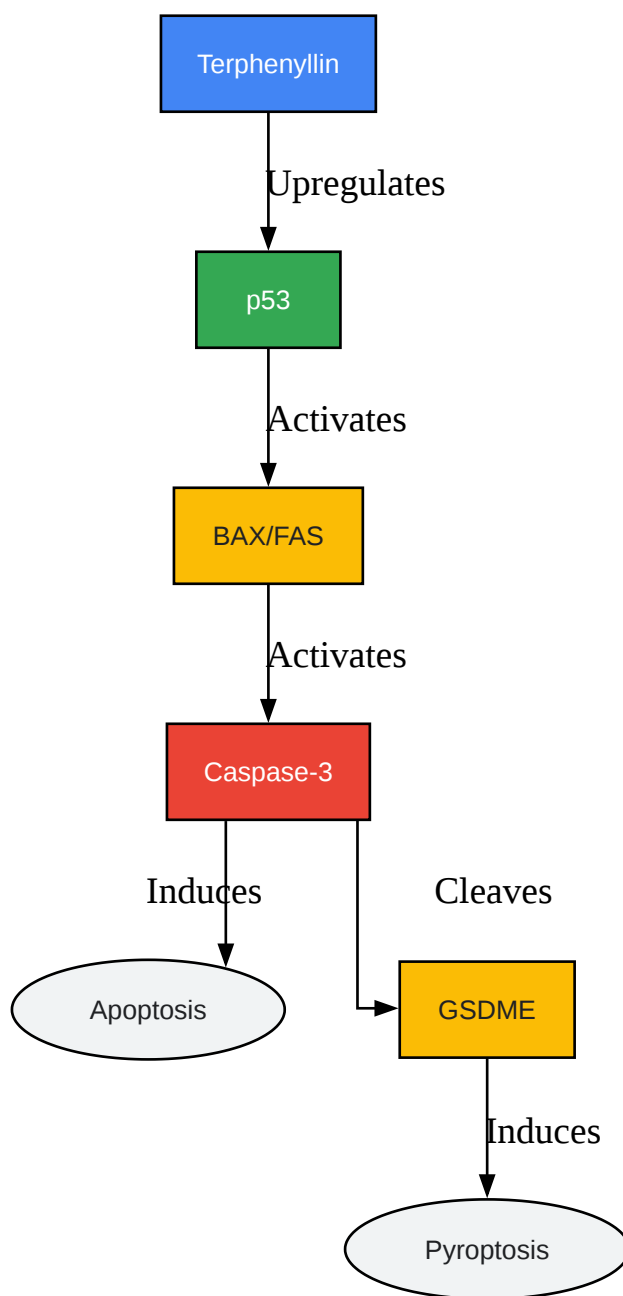 Terphenyllin
Upregulates
p53
Activates
BAX/FAS
Activates
Caspase-3
Induces
Cleaves
Apoptosis
GSDME
Induces
Pyroptosis